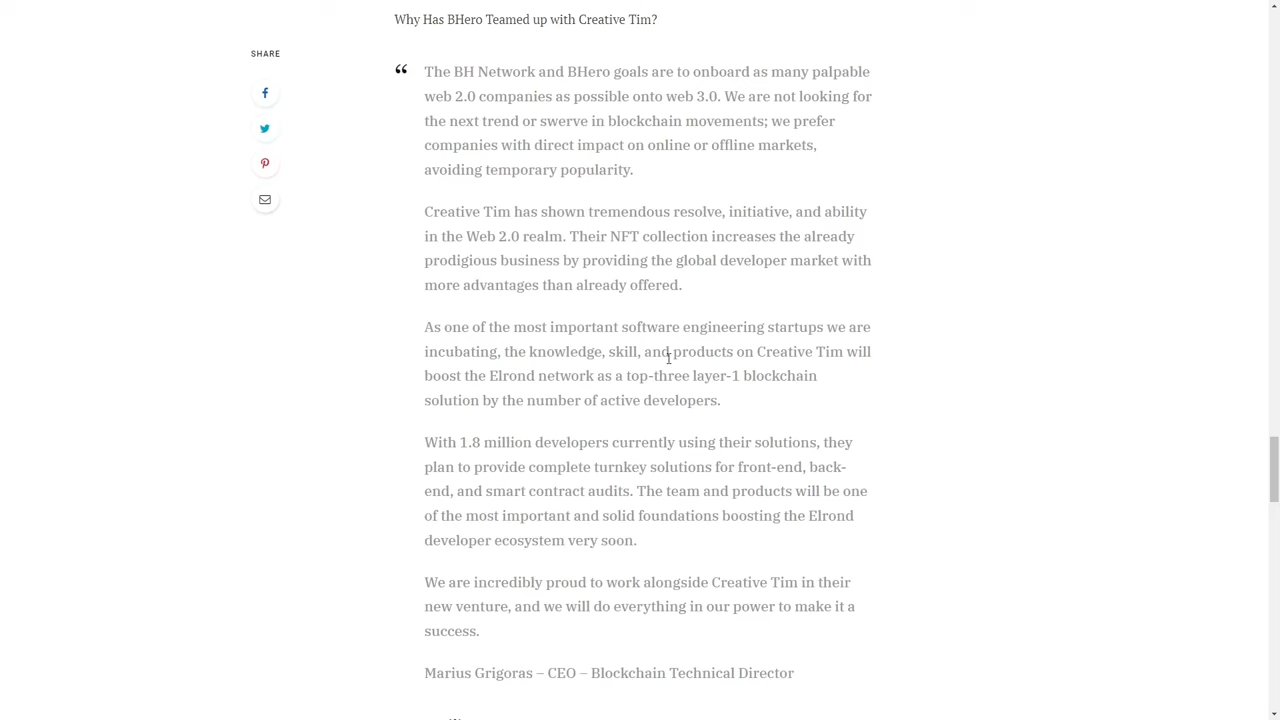 Why Has BHero Teamed up with Creative Tim?
SHARE
“
The BH Network and BHero goals are to onboard as many palpable
web 2.0 companies as possible onto web 3.0. We are not looking for
the next trend or swerve in blockchain movements; we prefer
companies with direct impact on online or offline markets,
avoiding temporary popularity.
Creative Tim has shown tremendous resolve, initiative, and ability
in the Web 2.0 realm. Their NFT collection increases the already
prodigious business by providing the global developer market with
more advantages than already offered.
As one of the most important software engineering startups we are
incubating, the knowledge, skill, and products on Creative Tim will
boost the Elrond network as a top-three layer-1 blockchain
solution by the number of active developers.
With 1.8 million developers currently using their solutions, they
plan to provide complete turnkey solutions for front-end, back-
end, and smart contract audits. The team and products will be one
of the most important and solid foundations boosting the Elrond
developer ecosystem very soon.
We are incredibly proud to work alongside Creative Tim in their
new venture, and we will do everything in our power to make it a
success.
Marius Grigoras – CEO – Blockchain Technical Director